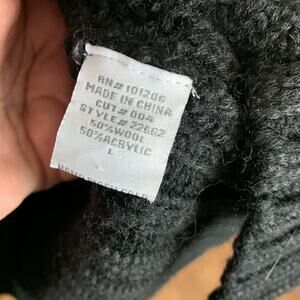 RN# 101206
MADE IN CHINA
CUT# 004
STYLE# 22662
50%WOOL
50%ACRYLIC
L